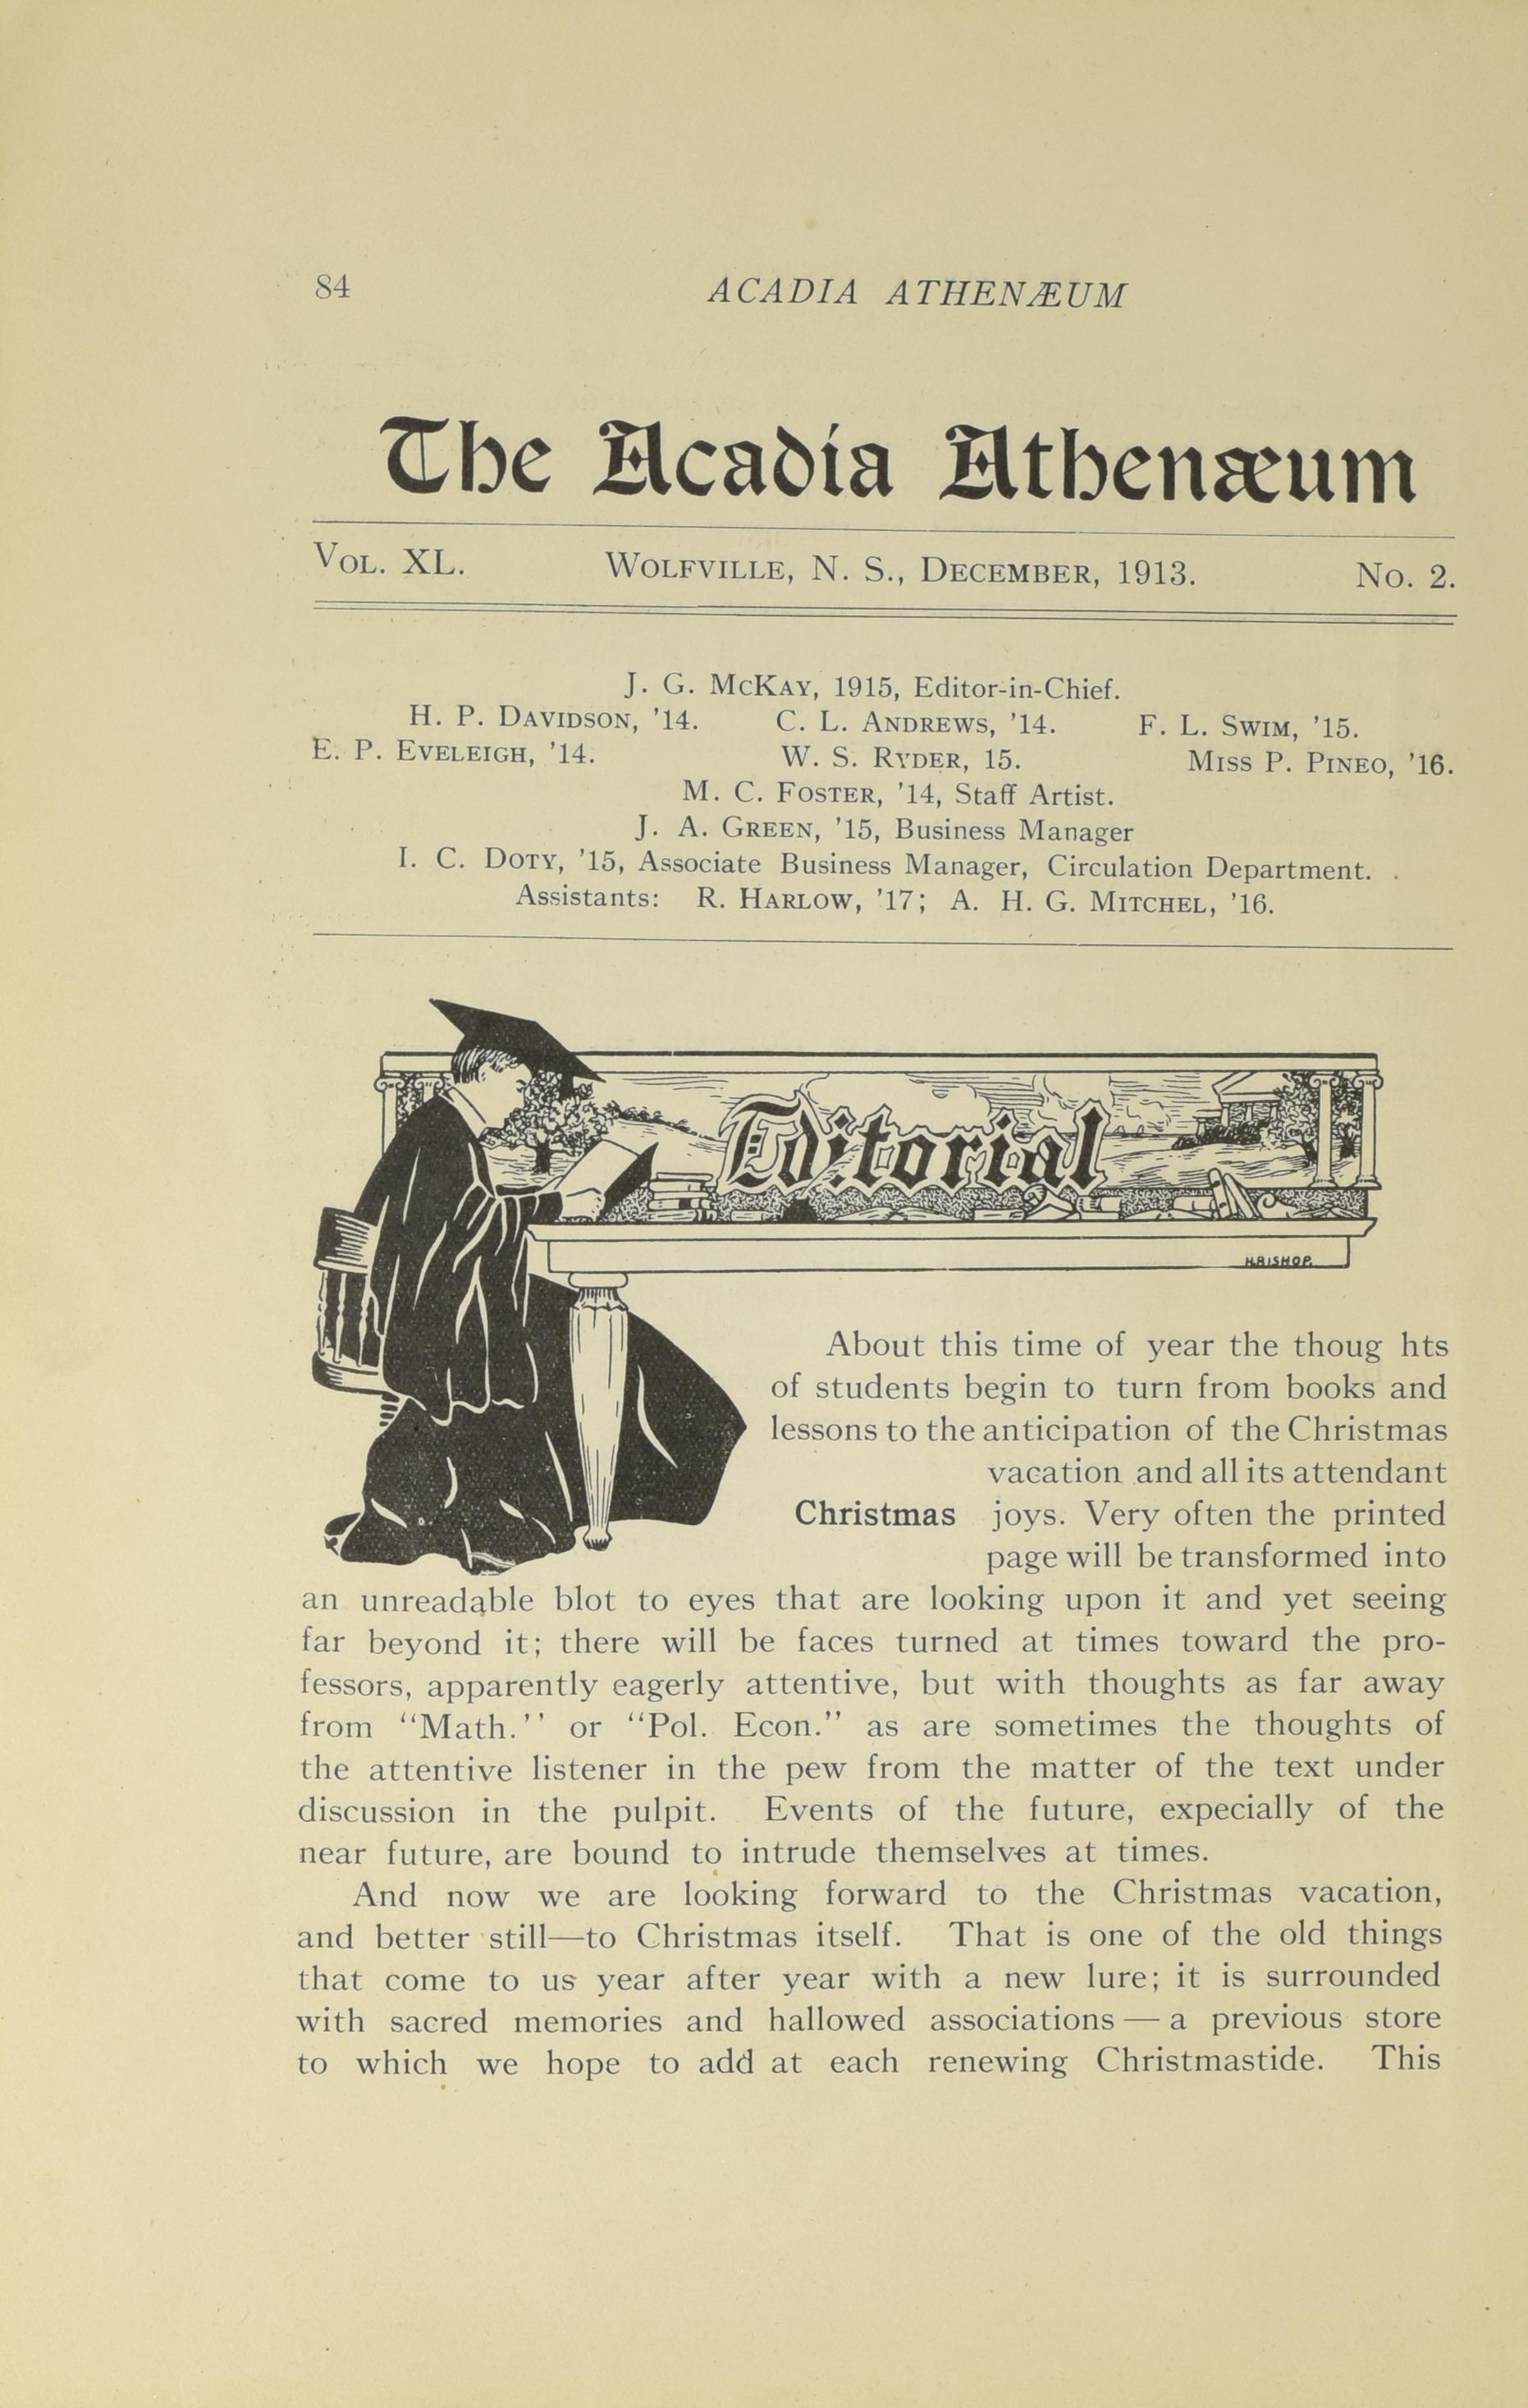 84
ACADIA ATHENÆUM
The Acadia Athenæum
VOL. XL. WOLFVILLE, N. S., DECEMBER, 1913. NO. 2.
J. G. MCKAY, 1915, Editor-in-Chief.
H. P. DAVIDSON, '14. C. L. ANDREWS, '14. F. L. SWIM, '15.
E. P. EVELEIGH, '14. W. S. RYDER, 15. MISS P. PINEO, '16.
M. C. FOSTER, '14, Staff Artist.
J. A. GREEN, '15, Business Manager
I. C. DOTY, '15, Associate Business Manager, Circulation Department.
Assistants: R. HARLOW, '17; A. H. G. MITCHEL, '16.
Editorial
H.BISHOP.
About this time of year the thoug hts
of students begin to turn from books and
lessons to the anticipation of the Christmas
vacation and all its attendant
Christmas joys. Very often the printed
page will be transformed into
an unreadable blot to eyes that are looking upon it and yet seeing
far beyond it; there will be faces turned at times toward the pro-
fessors, apparently eagerly attentive, but with thoughts as far away
from "Math." or "Pol. Econ." as are sometimes the thoughts of
the attentive listener in the pew from the matter of the text under
discussion in the pulpit. Events of the future, expecially of the
near future, are bound to intrude themselves at times.
And now we are looking forward to the Christmas vacation,
and better still—to Christmas itself. That is one of the old things
that come to us year after year with a new lure; it is surrounded
with sacred memories and hallowed associations — a previous store
to which we hope to add at each renewing Christmastide. This